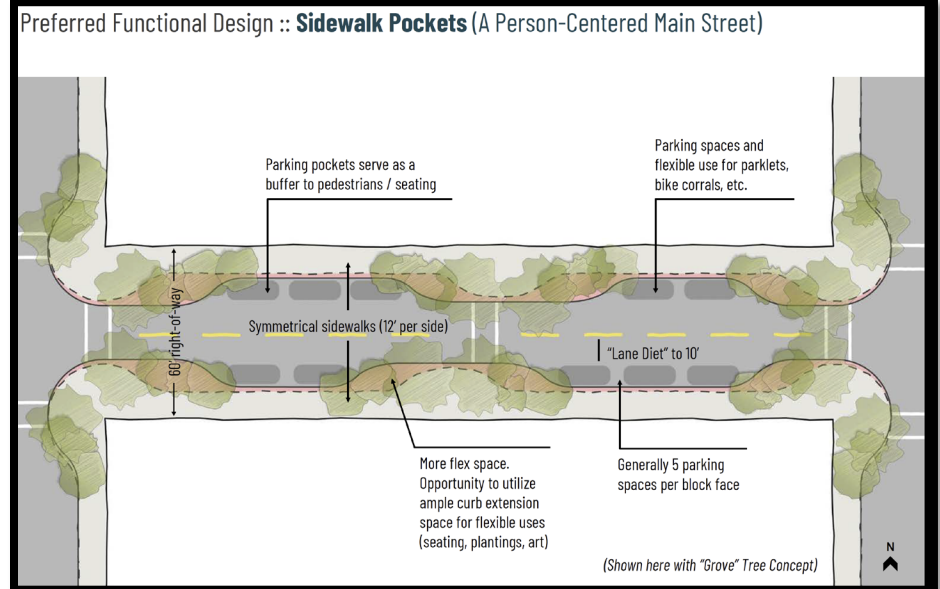 Preferred Functional Design :: Sidewalk Pockets (A Person-Centered Main Street)
Parking spaces and
flexible use for parklets,
bike corrals, etc.
Parking pockets serve as a
buffer to pedestrians / seating
60' right-of-way
Symmetrical sidewalks (12' per side)
"Lane Diet" to 10'
More flex space.
Opportunity to utilize
ample curb extension
space for flexible uses
(seating, plantings, art)
Generally 5 parking
spaces per block face
(Shown here with "Grove" Tree Concept)
N